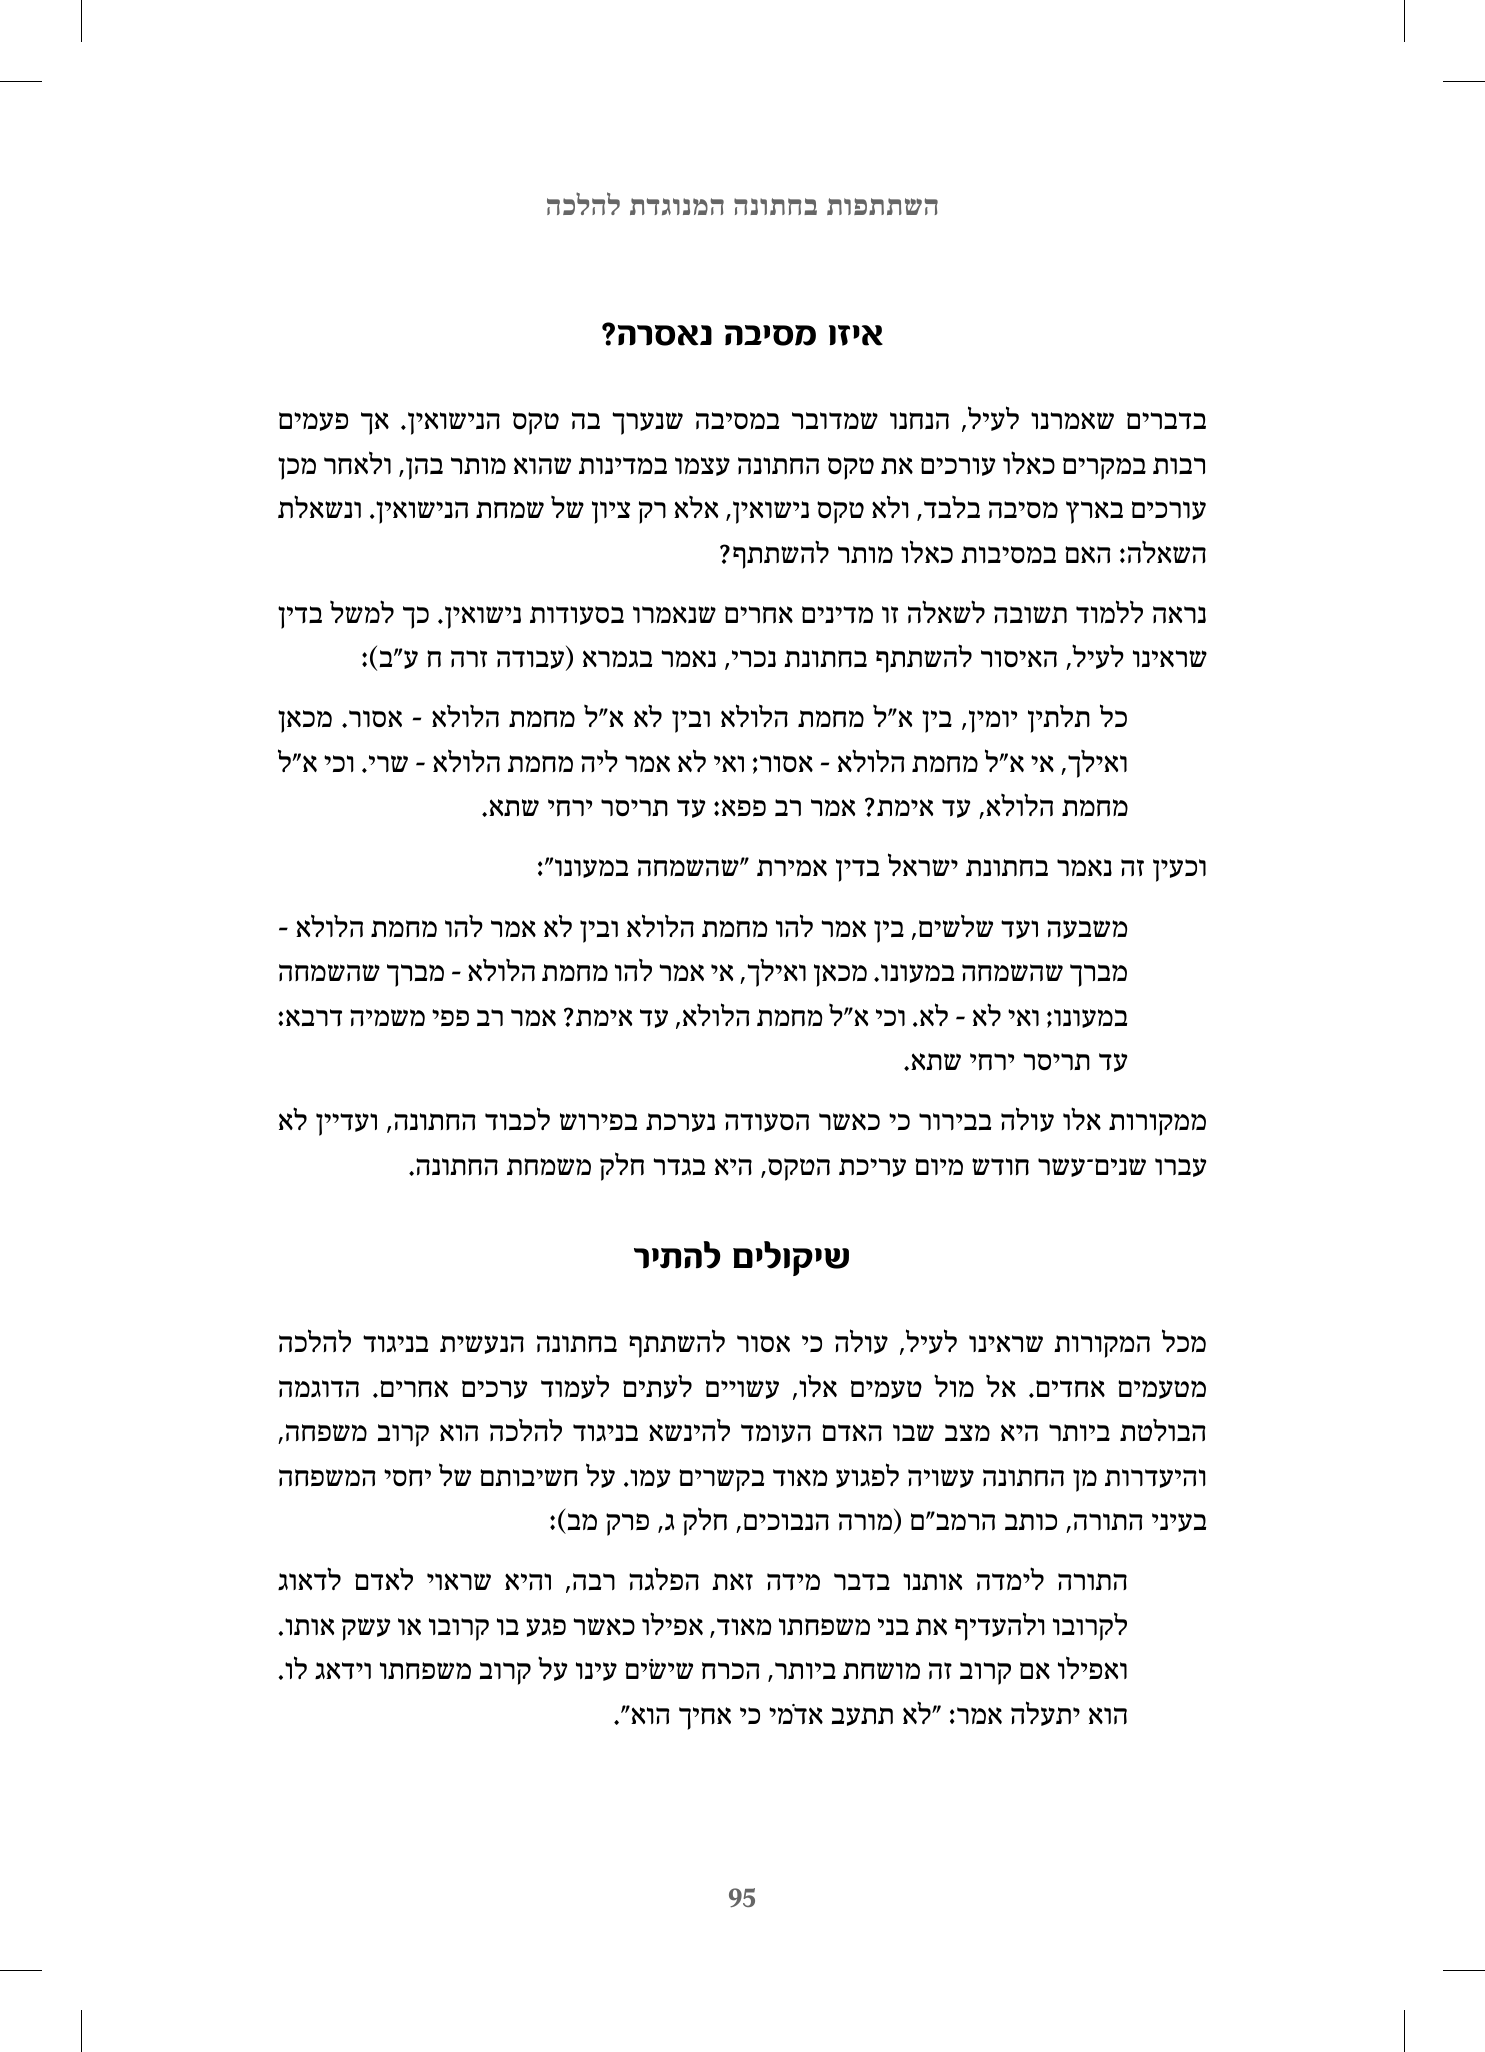 השתתפות בחתונה המנוגדת להלכה
איזו מסיבה נאסרה?
בדברים שאמרנו לעיל, הנחנו שמדובר במסיבה שנערך בה טקס הנישואין. אך פעמים
רבות במקרים כאלו עורכים את טקס החתונה עצמו במדינות שהוא מותר בהן, ולאחר מכן
עורכים בארץ מסיבה בלבד, ולא טקס נישואין, אלא רק ציון של שמחת הנישואין. ונשאלת
השאלה: האם במסיבות כאלו מותר להשתתף?
נראה ללמוד תשובה לשאלה זו מדינים אחרים שנאמרו בסעודות נישואין. כך למשל בדין
שראינו לעיל, האיסור להשתתף בחתונת נכרי, נאמר בגמרא (עבודה זרה ח ע"ב):
כל תלתין יומין, בין א"ל מחמת הלולא ובין לא א"ל מחמת הלולא - אסור. מכאן
ואילך, אי א"ל מחמת הלולא - אסור; ואי לא אמר ליה מחמת הלולא - שרי. וכי א"ל
מחמת הלולא, עד אימת? אמר רב פפא: עד תריסר ירחי שתא.
וכעין זה נאמר בחתונת ישראל בדין אמירת "שהשמחה במעונו":
משבעה ועד שלשים, בין אמר להו מחמת הלולא ובין לא אמר להו מחמת הלולא -
מברך שהשמחה במעונו. מכאן ואילך, אי אמר להו מחמת הלולא - מברך שהשמחה
במעונו; ואי לא - לא. וכי א"ל מחמת הלולא, עד אימת? אמר רב פפי משמיה דרבא:
עד תריסר ירחי שתא.
ממקורות אלו עולה בבירור כי כאשר הסעודה נערכת בפירוש לכבוד החתונה, ועדיין לא
עברו שנים־עשר חודש מיום עריכת הטקס, היא בגדר חלק משמחת החתונה.
שיקולים להתיר
מכל המקורות שראינו לעיל, עולה כי אסור להשתתף בחתונה הנעשית בניגוד להלכה
מטעמים אחדים. אל מול טעמים אלו, עשויים לעתים לעמוד ערכים אחרים. הדוגמה
הבולטת ביותר היא מצב שבו האדם העומד להינשא בניגוד להלכה הוא קרוב משפחה,
והיעדרות מן החתונה עשויה לפגוע מאוד בקשרים עמו. על חשיבותם של יחסי המשפחה
בעיני התורה, כותב הרמב"ם (מורה הנבוכים, חלק ג, פרק מב):
התורה לימדה אותנו בדבר מידה זאת הפלגה רבה, והיא שראוי לאדם לדאוג
לקרובו ולהעדיף את בני משפחתו מאוד, אפילו כאשר פגע בו קרובו או עשק אותו.
ואפילו אם קרוב זה מושחת ביותר, הכרח שישׂים עינו על קרוב משפחתו וידאג לו.
הוא יתעלה אמר: "לא תתעב אדֹמי כי אחיך הוא".
95